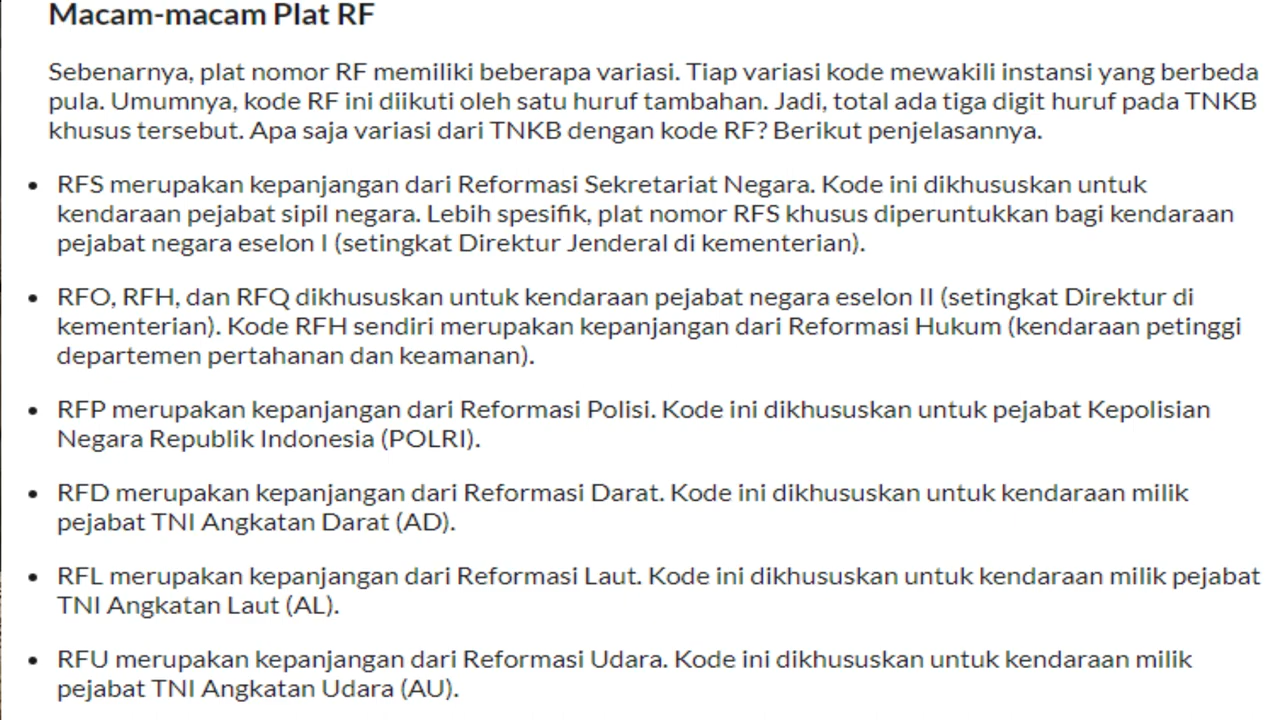 Macam-macam Plat RF
Sebenarnya, plat nomor RF memiliki beberapa variasi. Tiap variasi kode mewakili instansi yang berbeda
pula. Umumnya, kode RF ini diikuti oleh satu huruf tambahan. Jadi, total ada tiga digit huruf pada TNKB
khusus tersebut. Apa saja variasi dari TNKB dengan kode RF? Berikut penjelasannya.
• RFS merupakan kepanjangan dari Reformasi Sekretariat Negara. Kode ini dikhususkan untuk
kendaraan pejabat sipil negara. Lebih spesifik, plat nomor RFS khusus diperuntukkan bagi kendaraan
pejabat negara eselon I (setingkat Direktur Jenderal di kementerian).
• RFO, RFH, dan RFQ dikhususkan untuk kendaraan pejabat negara eselon II (setingkat Direktur di
kementerian). Kode RFH sendiri merupakan kepanjangan dari Reformasi Hukum (kendaraan petinggi
departemen pertahanan dan keamanan).
• RFP merupakan kepanjangan dari Reformasi Polisi. Kode ini dikhususkan untuk pejabat Kepolisian
Negara Republik Indonesia (POLRI).
• RFD merupakan kepanjangan dari Reformasi Darat. Kode ini dikhususkan untuk kendaraan milik
pejabat TNI Angkatan Darat (AD).
• RFL merupakan kepanjangan dari Reformasi Laut. Kode ini dikhususkan untuk kendaraan milik pejabat
TNI Angkatan Laut (AL).
• RFU merupakan kepanjangan dari Reformasi Udara. Kode ini dikhususkan untuk kendaraan milik
pejabat TNI Angkatan Udara (AU).